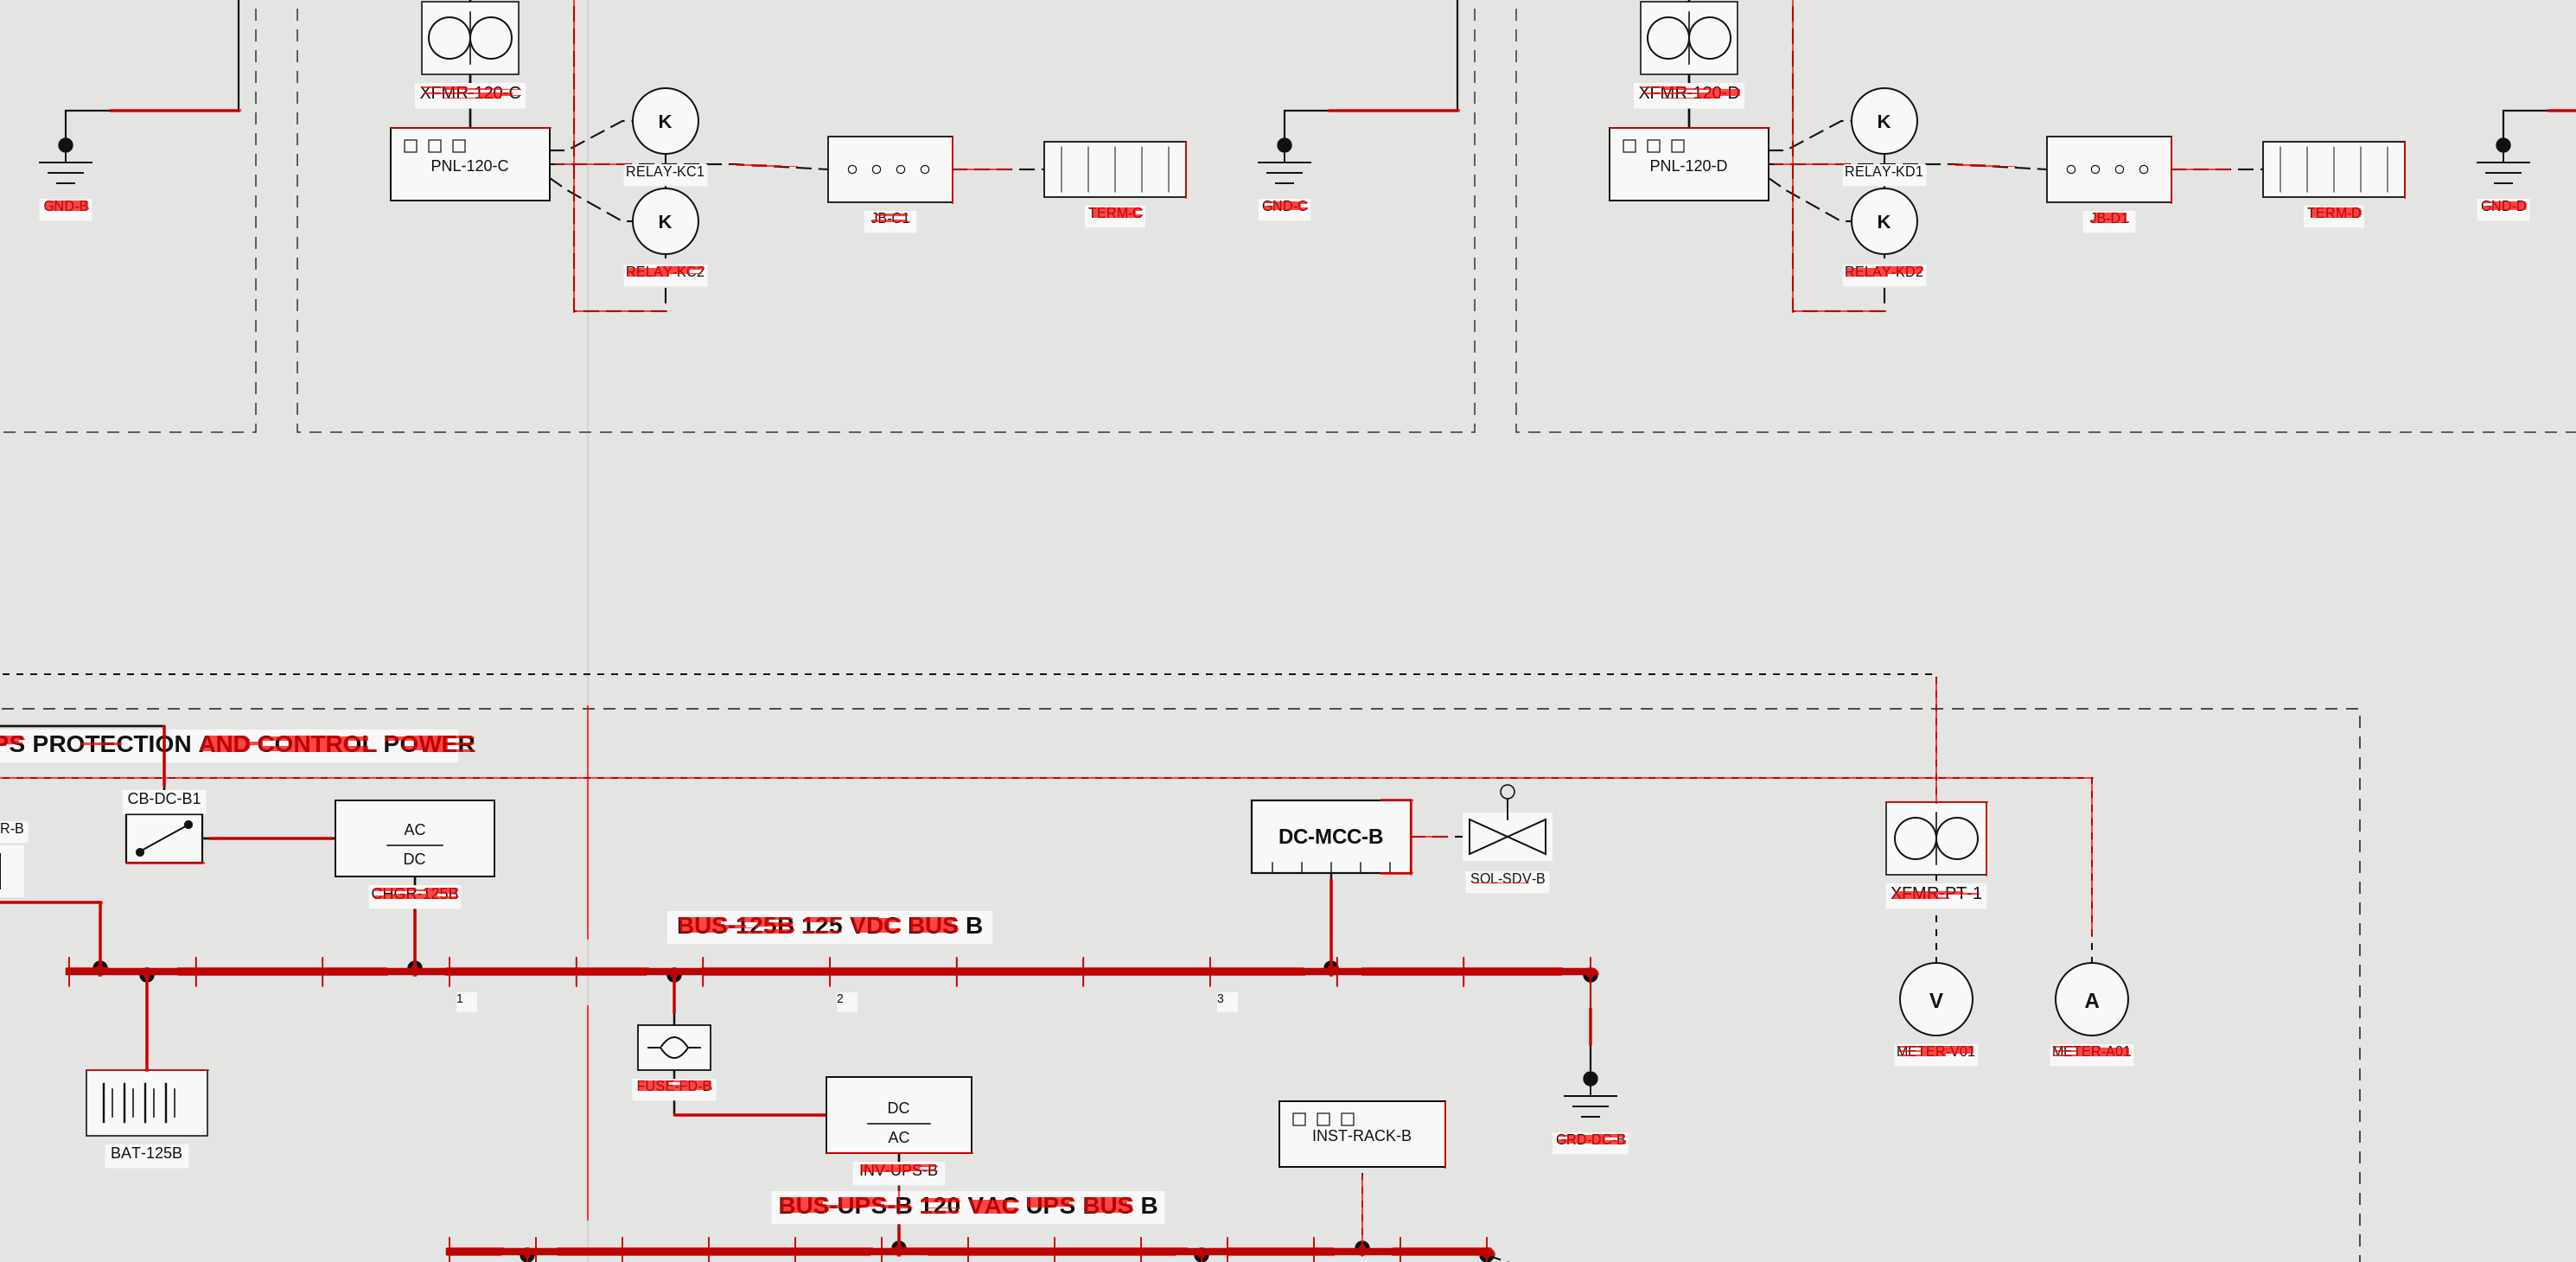 XFMR-120-C
XFMR-120-D
K
K
PNL-120-C
PNL-120-D
RELAY-KC1
RELAY-KD1
GND-B
JB-C1
TERM-C
GND-C
JB-D1
TERM-D
GND-D
K
K
RELAY-KC2
RELAY-KD2
PS PROTECTION AND CONTROL POWER
CB-DC-B1
R-B
AC
DC
CHGR-125B
DC-MCC-B
SOL-SDV-B
XFMR-PT-1
BUS-125B 125 VDC BUS B
1
2
3
V
A
METER-V01
METER-A01
FUSE-FD-B
DC
AC
INST-RACK-B
GRD-DC-B
BAT-125B
INV-UPS-B
BUS-UPS-B 120 VAC UPS BUS B